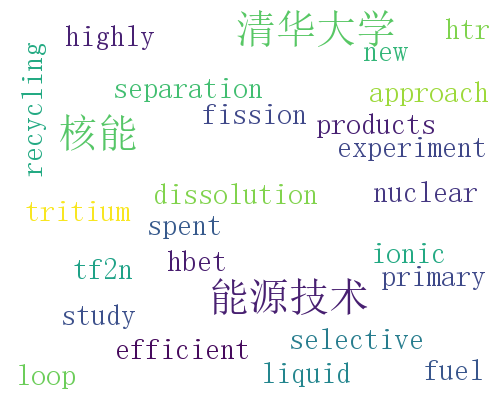 highly
清华大学
htr
new
recycling
separation
approach
fission
products
核能
experiment
dissolution
nuclear
tritium
spent
hbet
ionic
tf2n
primary
能源技术
study
efficient
selective
loop
liquid
fuel